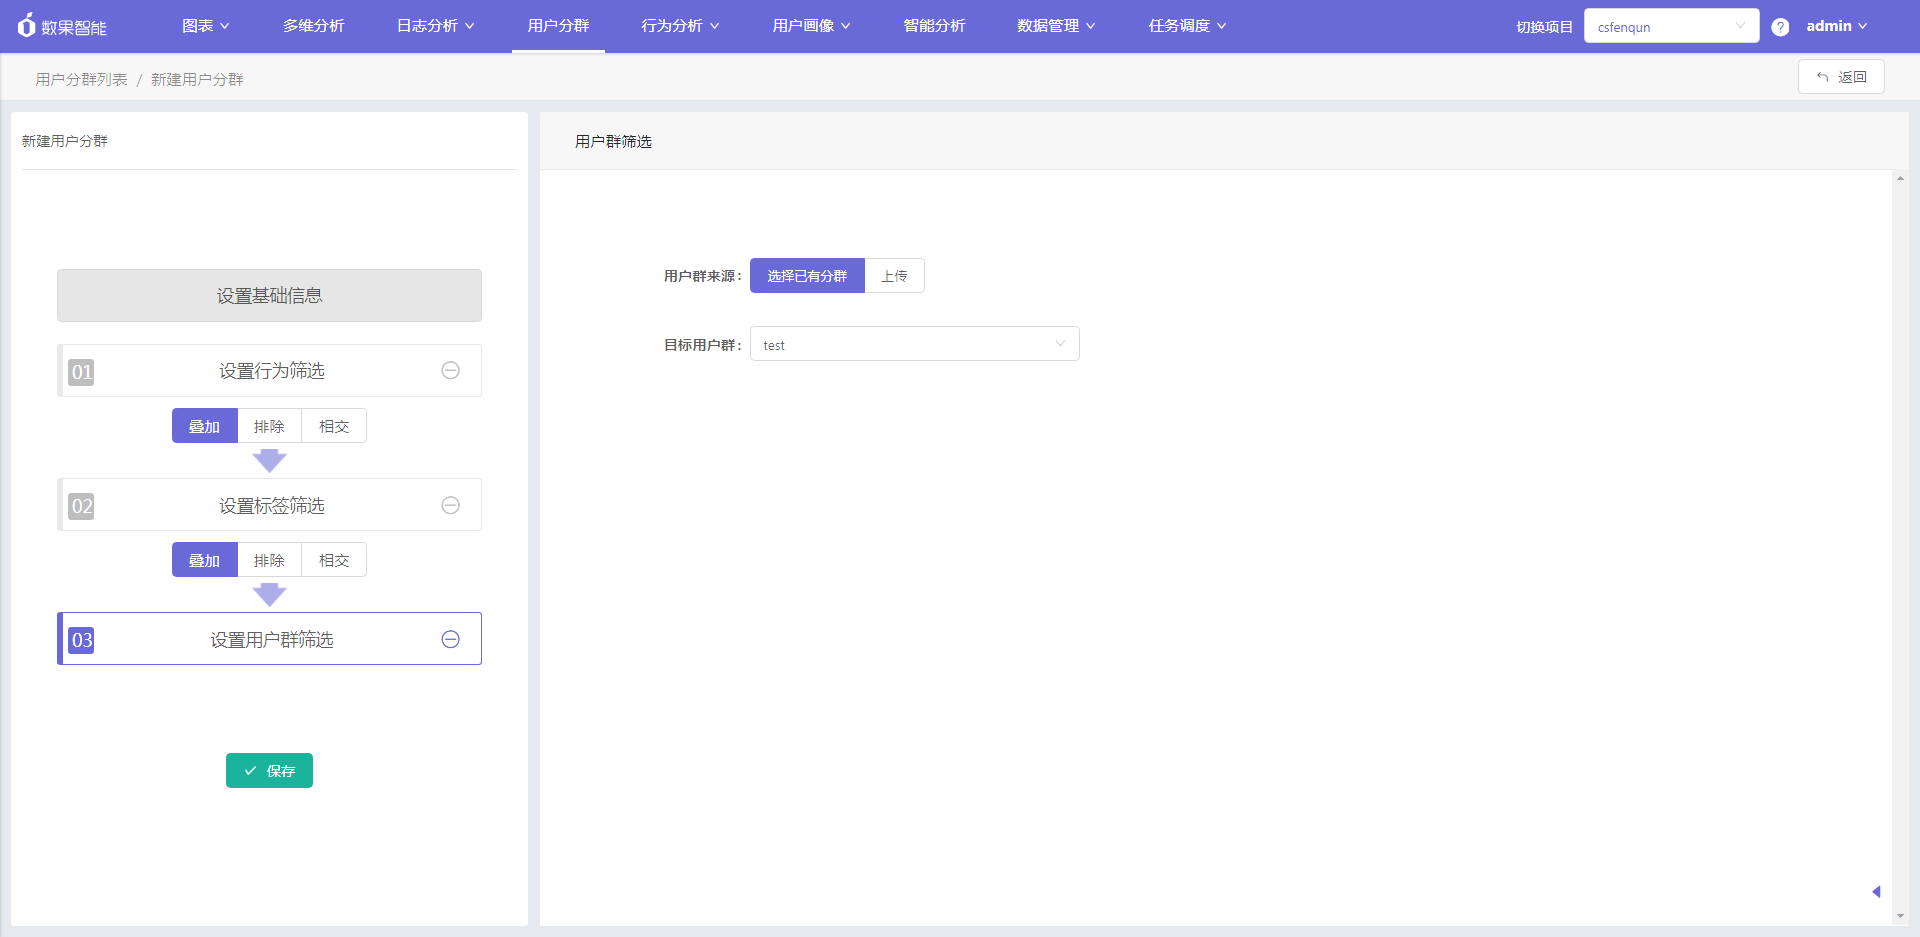 数果智能 图表 多维分析 日志分析 用户分群 行为分析 用户画像 智能分析 数据管理 任务调度 切换项目 csfenqun ? admin
用户分群列表 / 新建用户分群 返回
新建用户分群
用户群筛选
设置基础信息
01 设置行为筛选
叠加 排除 相交
02 设置标签筛选
叠加 排除 相交
03 设置用户群筛选
保存
用户群来源: 选择已有分群 上传
目标用户群: test